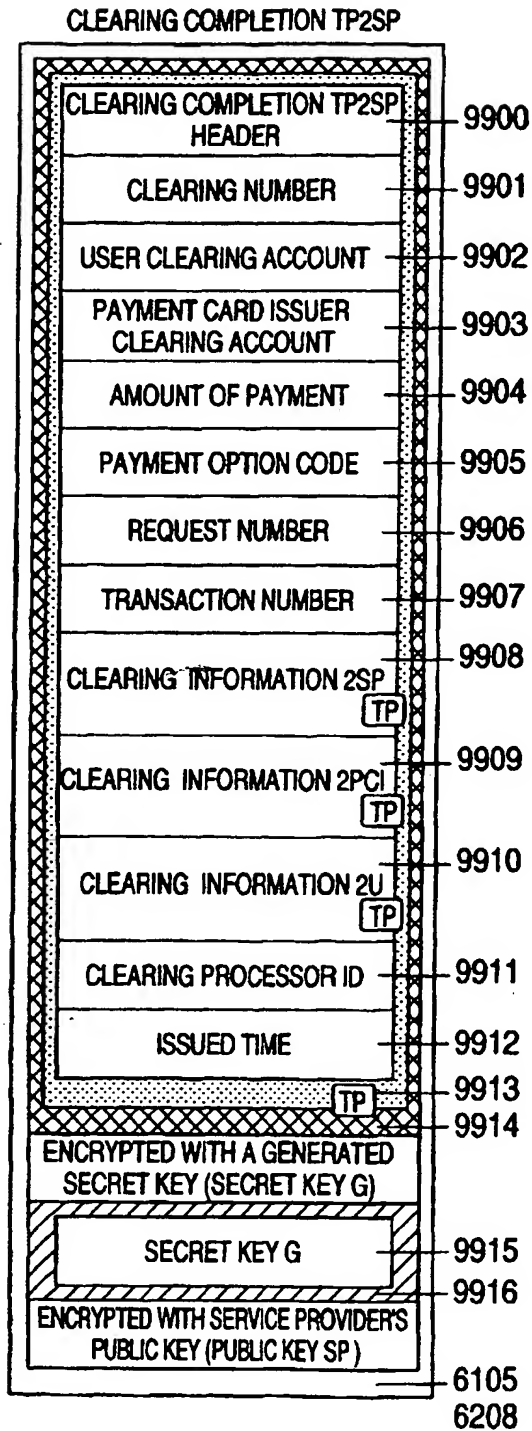 CLEARING COMPLETION TP2SP
CLEARING COMPLETION TP2SP
HEADER
9900
CLEARING NUMBER
9901
USER CLEARING ACCOUNT
9902
PAYMENT CARD ISSUER
CLEARING ACCOUNT
9903
AMOUNT OF PAYMENT
9904
PAYMENT OPTION CODE
9905
REQUEST NUMBER
9906
TRANSACTION NUMBER
9907
9908
CLEARING INFORMATION 2SP
TP
9909
CLEARING INFORMATION 2PCI
TP
9910
CLEARING INFORMATION 2U
TP
CLEARING PROCESSOR ID
9911
ISSUED TIME
9912
9913
TP
9914
ENCRYPTED WITH A GENERATED
SECRET KEY (SECRET KEY G)
SECRET KEY G
9915
9916
ENCRYPTED WITH SERVICE PROVIDER'S
PUBLIC KEY (PUBLIC KEY SP)
6105
6208